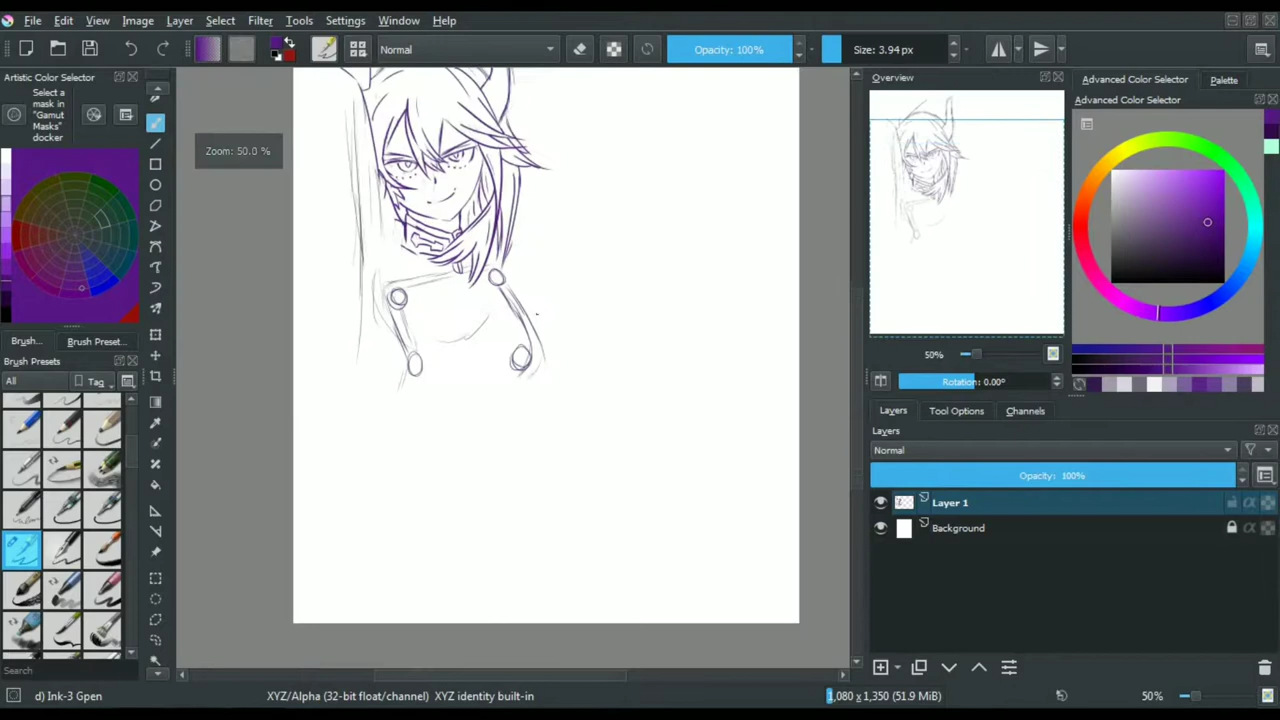 File Edit View Image Layer Select Filter Tools Settings Window Help
Normal Opacity: 100% Size: 3.94 px
Artistic Color Selector
Select a
mask in
"Gamut
Masks"
docker
Zoom: 50.0 %
Overview
50%
Rotation: 0.00°
Advanced Color Selector Palette
Advanced Color Selector
Brush... Brush Preset...
Brush Presets
All Tag
Search
Layers Tool Options Channels
Layers
Normal
Opacity: 100%
Layer 1
Background
d) Ink-3 Gpen XYZ/Alpha (32-bit float/channel) XYZ identity built-in 1,080 x 1,350 (51.9 MiB) 50%